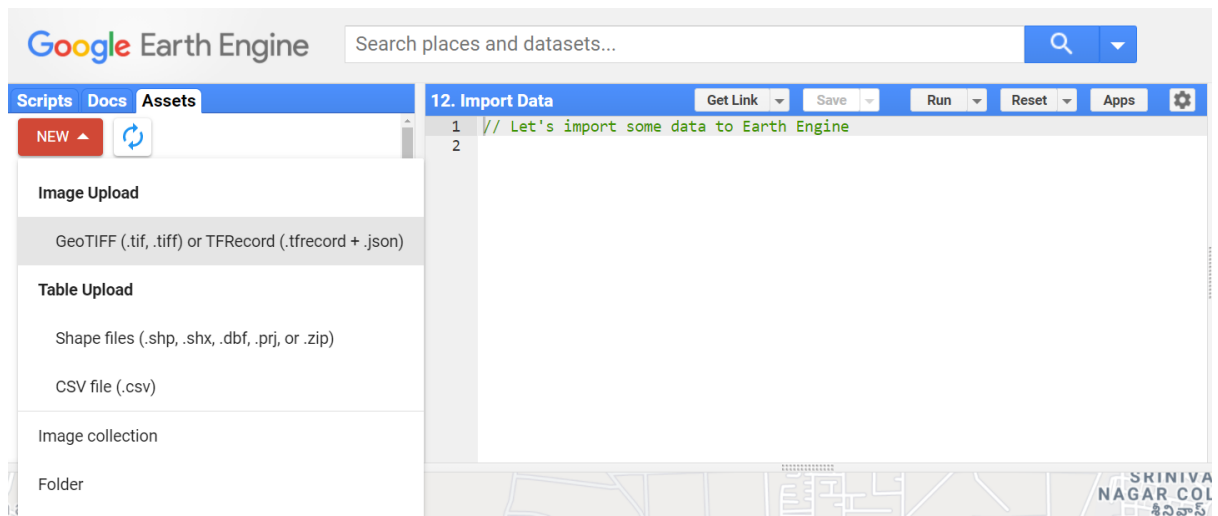 Google Earth Engine
Search places and datasets...
Scripts Docs Assets
NEW
Image Upload
GeoTIFF (.tif, .tiff) or TFRecord (.tfrecord + .json)
Table Upload
Shape files (.shp, .shx, .dbf, .prj, or .zip)
CSV file (.csv)
Image collection
Folder
12. Import Data
Get Link Save Run Reset Apps
1 // Let's import some data to Earth Engine
2
SRINIVA
NAGAR COL
శ్రీనివాస్